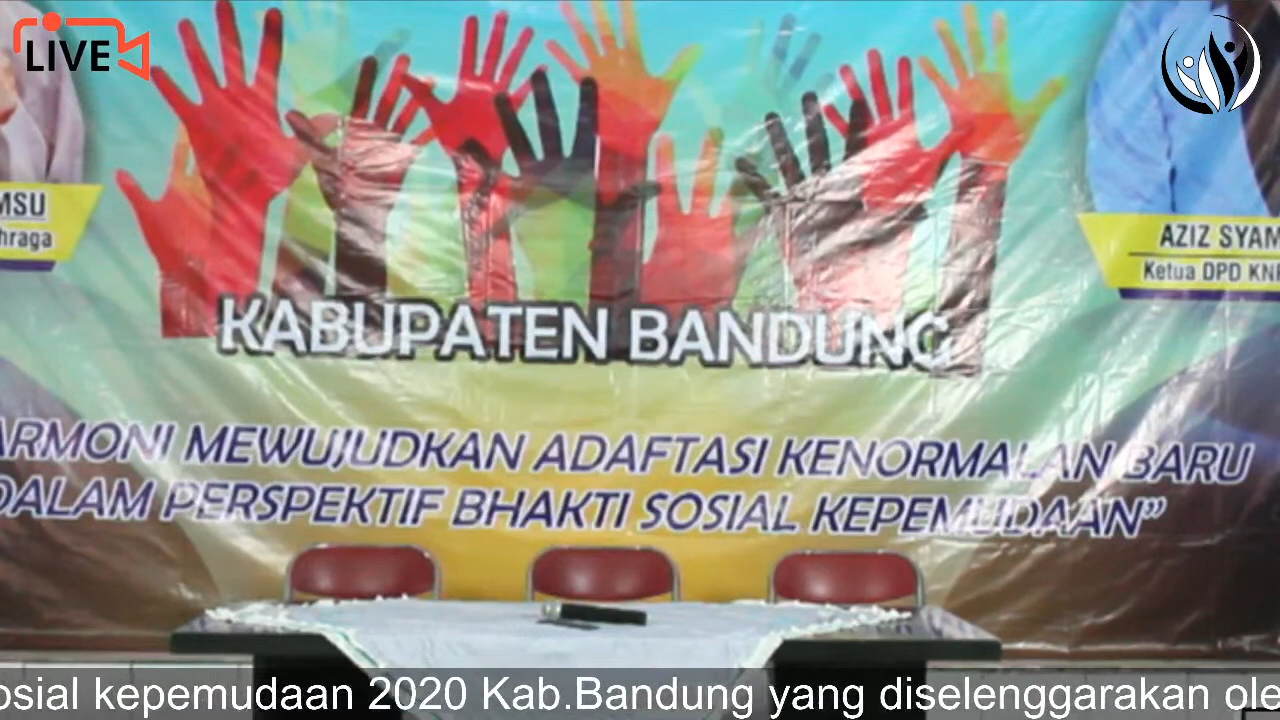 LIVE
MSU
hraga
AZIZ SYAM
Ketua DPD KN
KABUPATEN BANDUNG
ARMONI MEWUJUDKAN ADAFTASI KENORMALAN BARU
DALAM PERSPEKTIF BHAKTI SOSIAL KEPEMUDAAN”
osial kepemudaan 2020 Kab.Bandung yang diselenggarakan ole